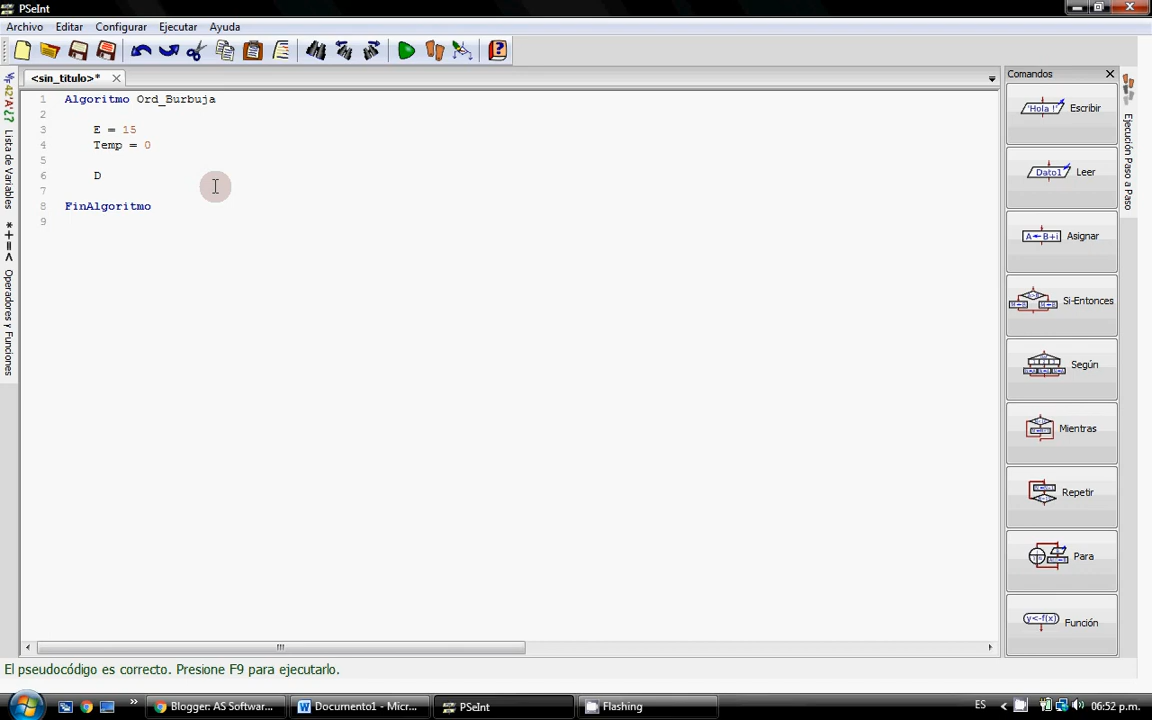 PSeInt
Archivo Editar Configurar Ejecutar Ayuda
<sin_titulo>*
Comandos
1 Algoritmo Ord_Burbuja
2
3 E = 15
4 Temp = 0
5
6 D
7
8 FinAlgoritmo
9
Lista de Variables
*+=<
Operadores y Funciones
'Hola !' Escribir
Dato1 Leer
A←B+i Asignar
Si-Entonces
Según
Mientras
Repetir
Para
y<-f(x) Función
Ejecución Paso a Paso
El pseudocódigo es correcto. Presione F9 para ejecutarlo.
Blogger: AS Softwar...
Documento1 - Micr...
PSeInt
Flashing
ES
06:52 p.m.